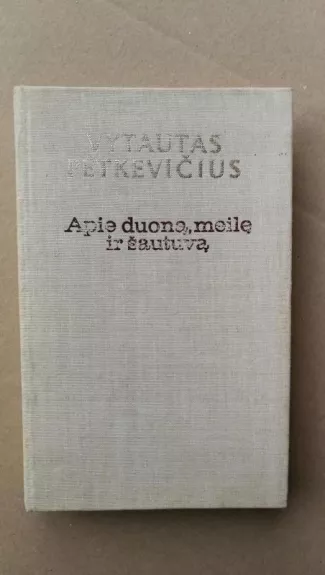 VYTAUTAS
PETKEVIČIUS
Apie duoną, meilę
ir šautuvą